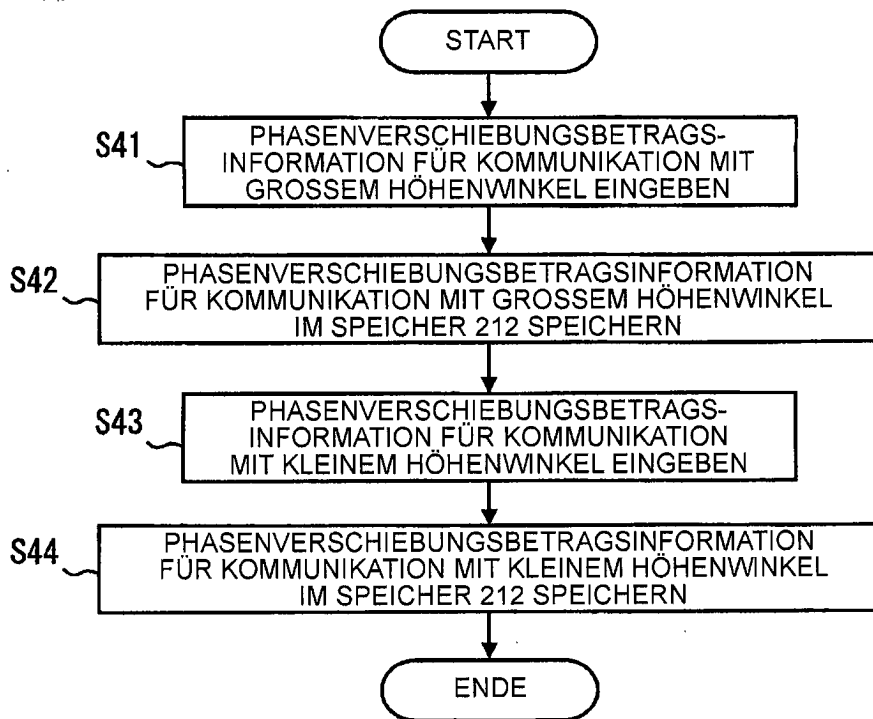 START
S41
PHASENVERSCHIEBUNGSBETRAGS-
INFORMATION FÜR KOMMUNIKATION MIT
GROSSEM HÖHENWINKEL EINGEBEN
S42
PHASENVERSCHIEBUNGSBETRAGSINFORMATION
FÜR KOMMUNIKATION MIT GROSSEM HÖHENWINKEL
IM SPEICHER 212 SPEICHERN
S43
PHASENVERSCHIEBUNGSBETRAGS-
INFORMATION FÜR KOMMUNIKATION
MIT KLEINEM HÖHENWINKEL EINGEBEN
S44
PHASENVERSCHIEBUNGSBETRAGSINFORMATION
FÜR KOMMUNIKATION MIT KLEINEM HÖHENWINKEL
IM SPEICHER 212 SPEICHERN
ENDE